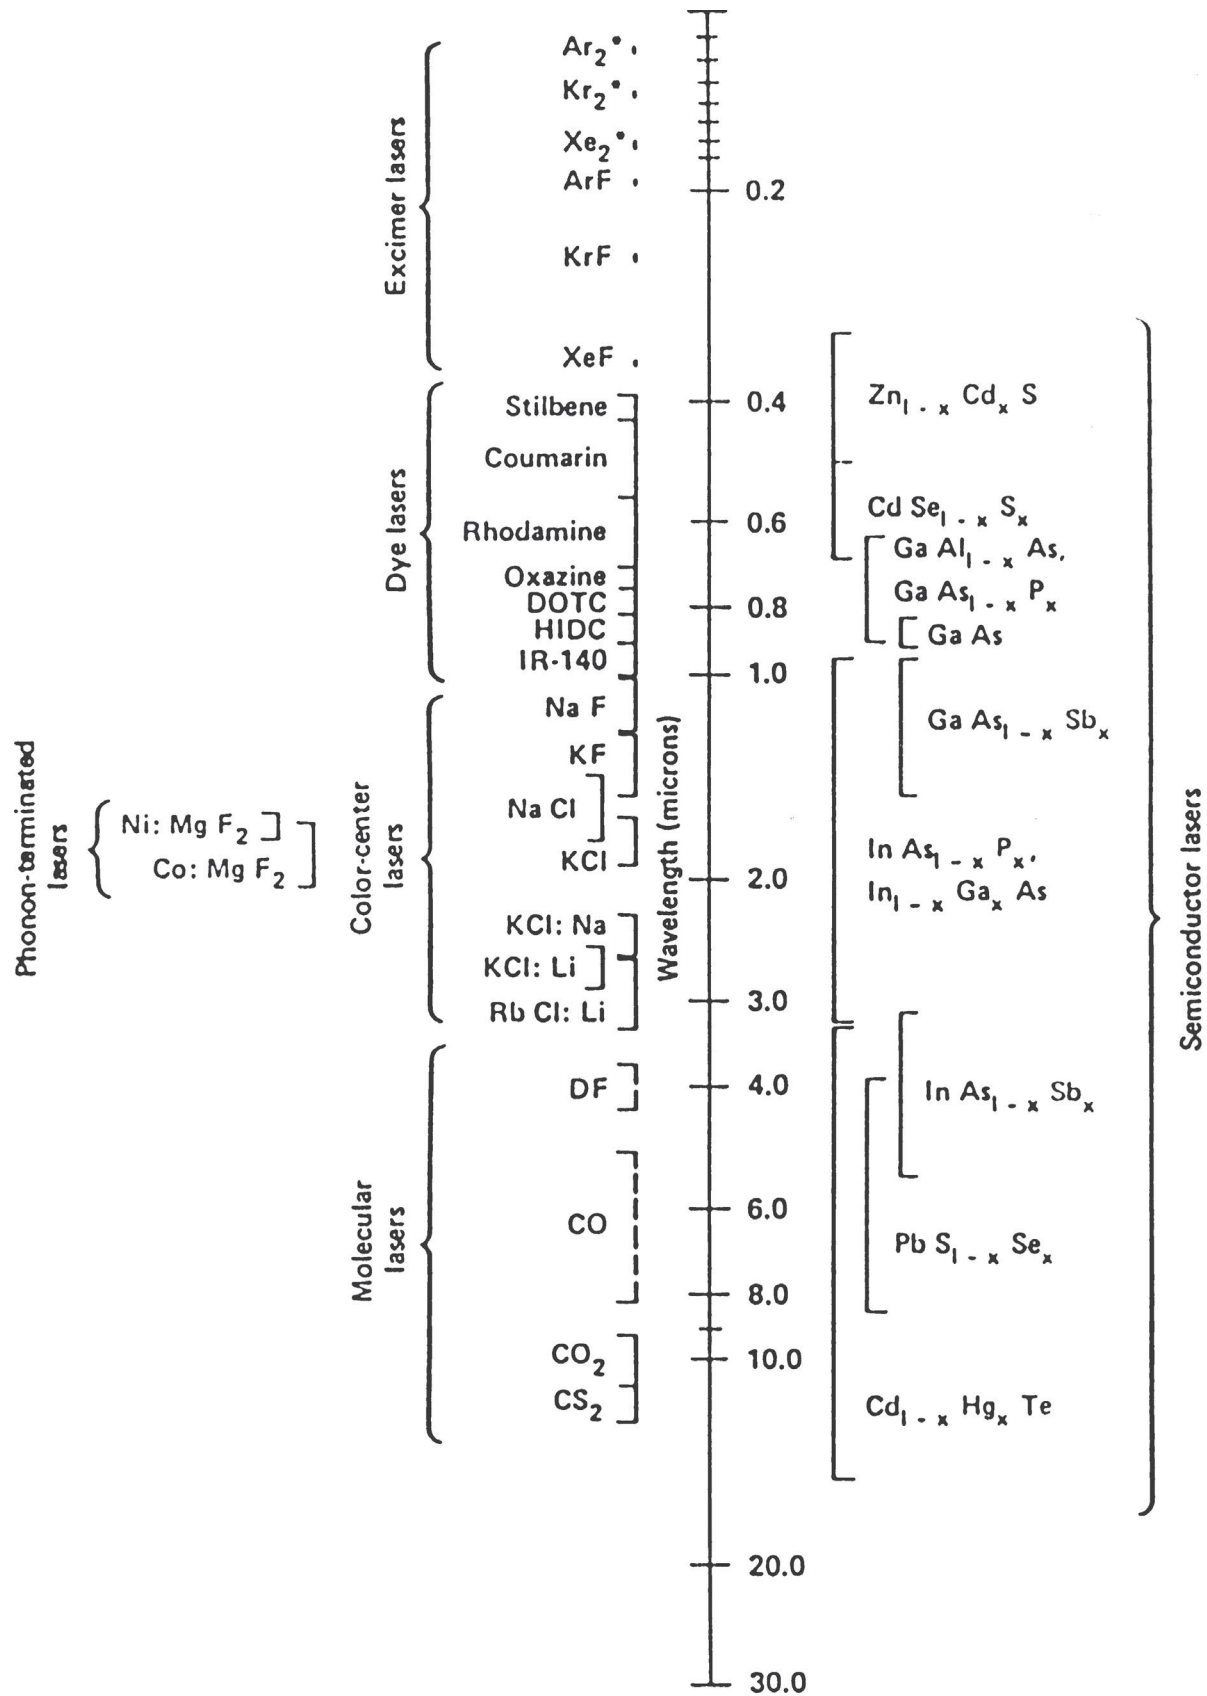 Phonon-terminated
lasers
Ni: Mg F₂
Co: Mg F₂
Excimer lasers
Ar₂*
Kr₂*
Xe₂*
ArF
KrF
XeF
Dye lasers
Stilbene
Coumarin
Rhodamine
Oxazine
DOTC
HIDC
IR-140
Color-center
lasers
Na F
KF
Na Cl
KCl
KCl: Na
KCl: Li
Rb Cl: Li
Molecular
lasers
DF
CO
CO₂
CS₂
Wavelength (microns)
0.2
0.4
0.6
0.8
1.0
2.0
3.0
4.0
6.0
8.0
10.0
20.0
30.0
Zn₁₋ₓ Cdₓ S
Cd Se₁₋ₓ Sₓ
Ga Al₁₋ₓ As,
Ga As₁₋ₓ Pₓ
Ga As
Ga As₁₋ₓ Sbₓ
In As₁₋ₓ Pₓ,
In₁₋ₓ Gaₓ As
In As₁₋ₓ Sbₓ
Pb S₁₋ₓ Seₓ
Cd₁₋ₓ Hgₓ Te
Semiconductor lasers